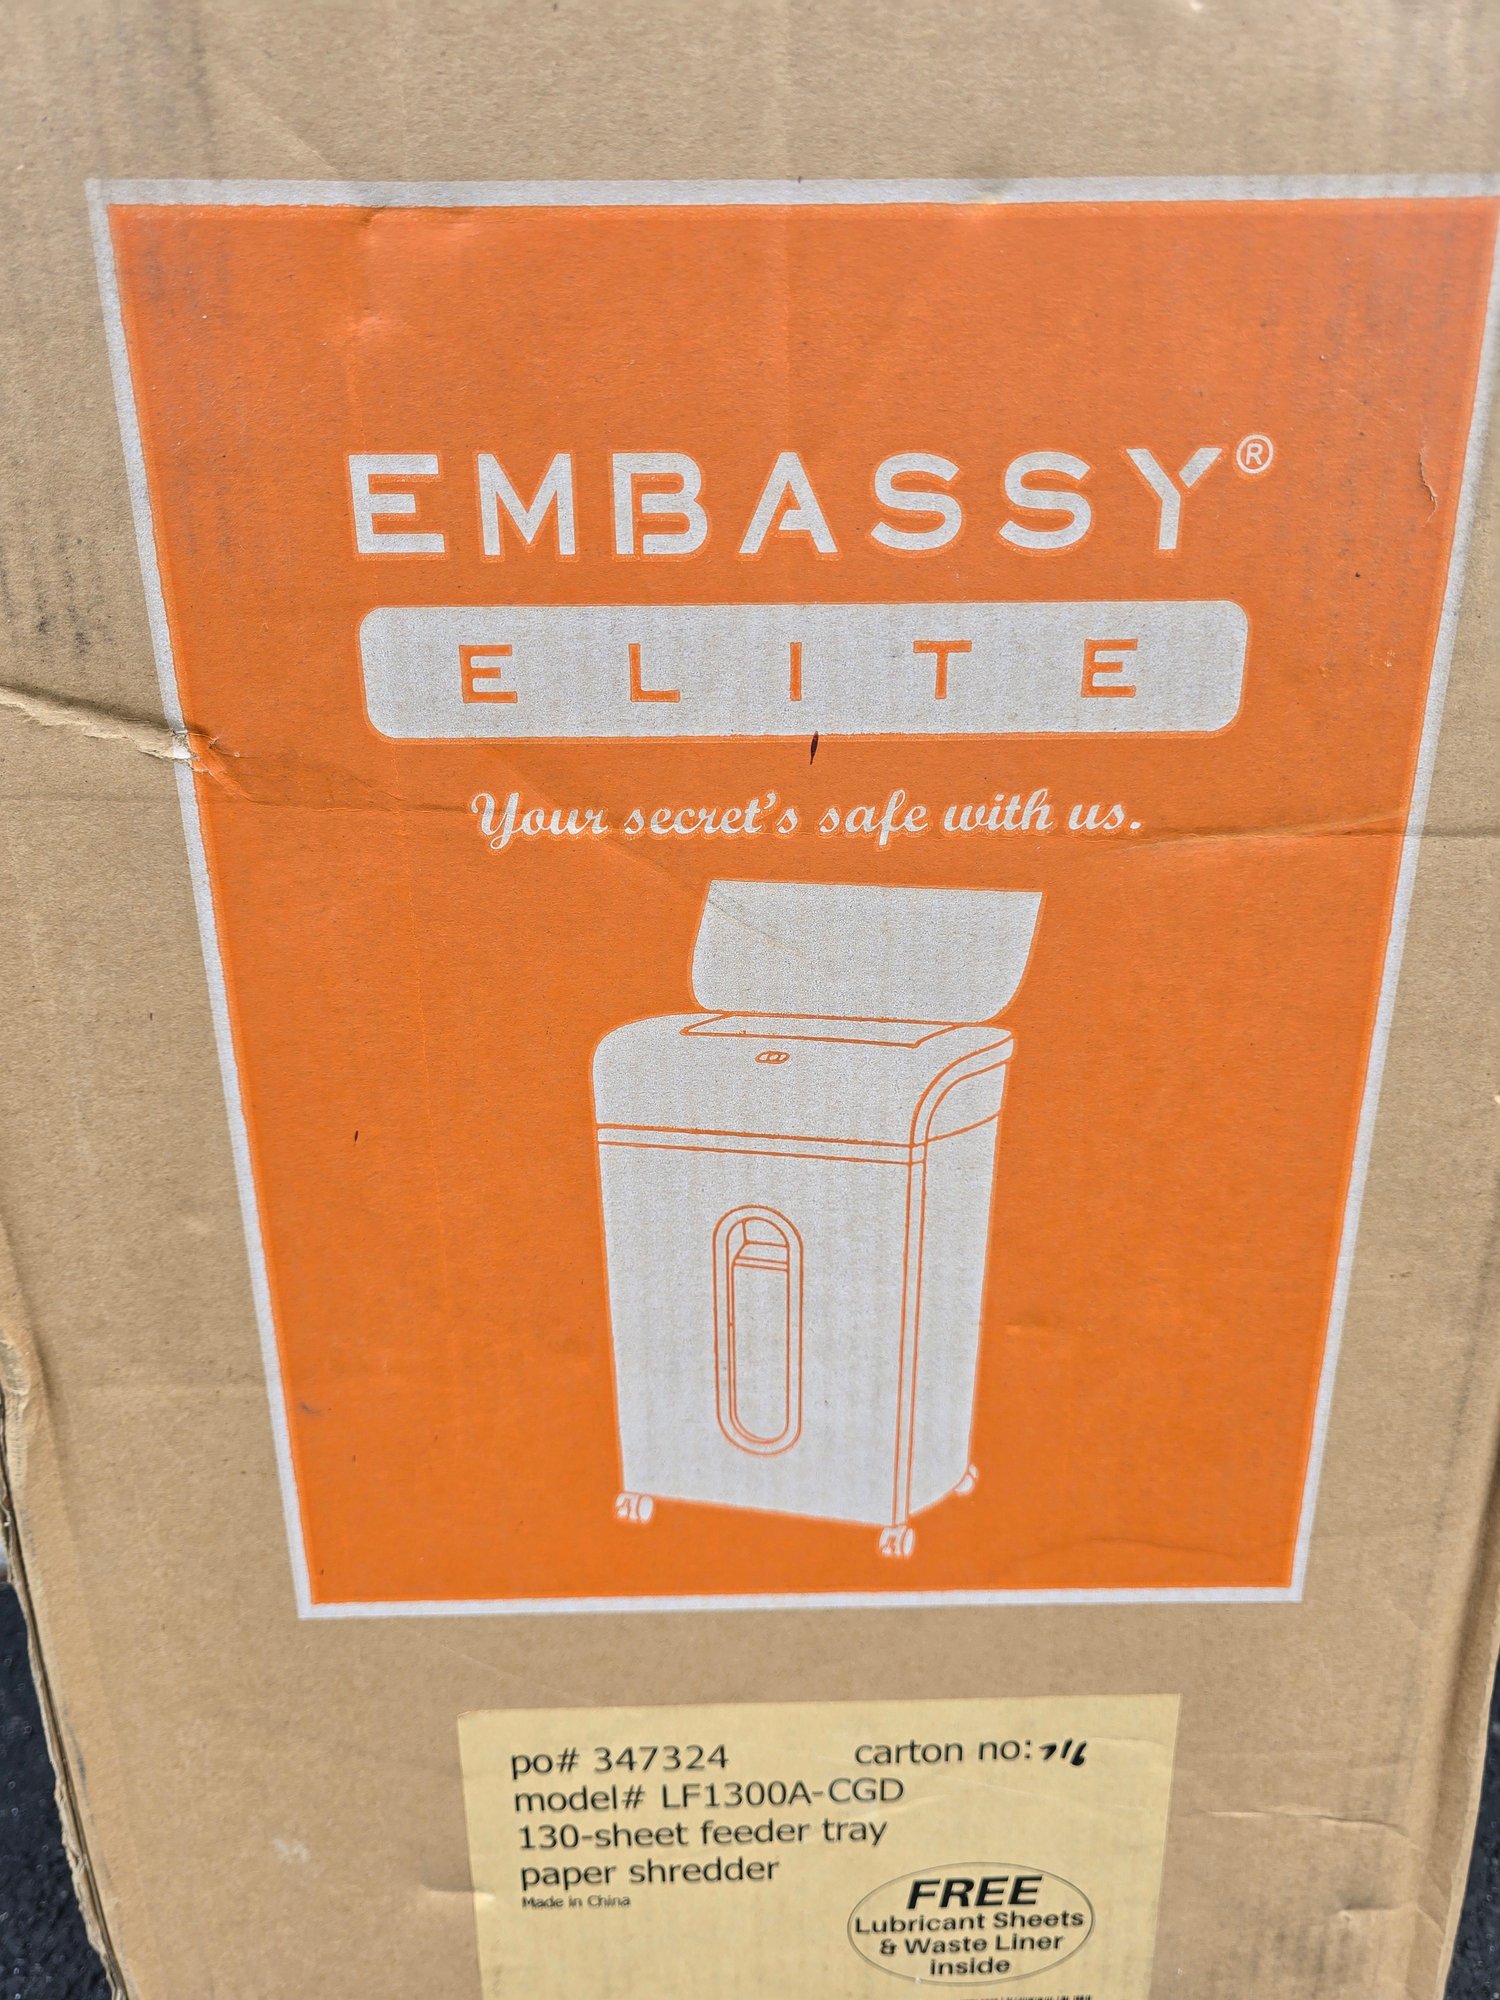 EMBASSY®
ELITE
Your secret's safe with us.
po# 347324 carton no: 716
model# LF1300A-CGD
130-sheet feeder tray
paper shredder
Made in China
FREE
Lubricant Sheets
& Waste Liner
inside